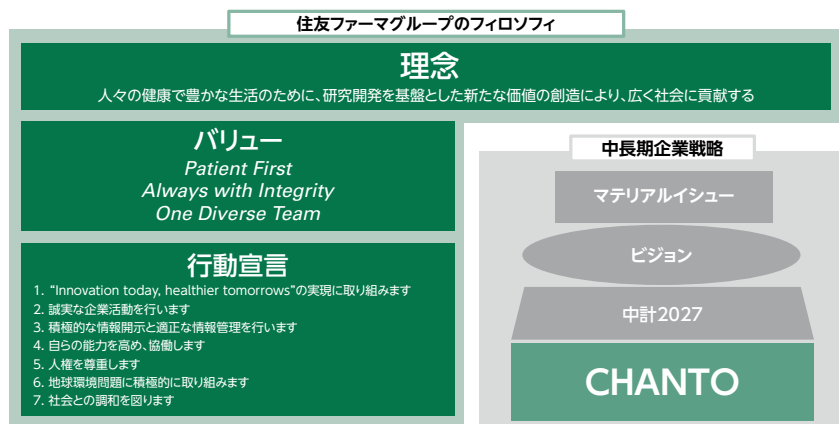 住友ファーマグループのフィロソフィ
理念
人々の健康で豊かな生活のために、研究開発を基盤とした新たな価値の創造により、広く社会に貢献する
バリュー
Patient First
Always with Integrity
One Diverse Team
行動宣言
1. “Innovation today, healthier tomorrows”の実現に取り組みます
2. 誠実な企業活動を行います
3. 積極的な情報開示と適正な情報管理を行います
4. 自らの能力を高め、協働します
5. 人権を尊重します
6. 地球環境問題に積極的に取り組みます
7. 社会との調和を図ります
中長期企業戦略
マテリアルイシュー
ビジョン
中計2027
CHANTO